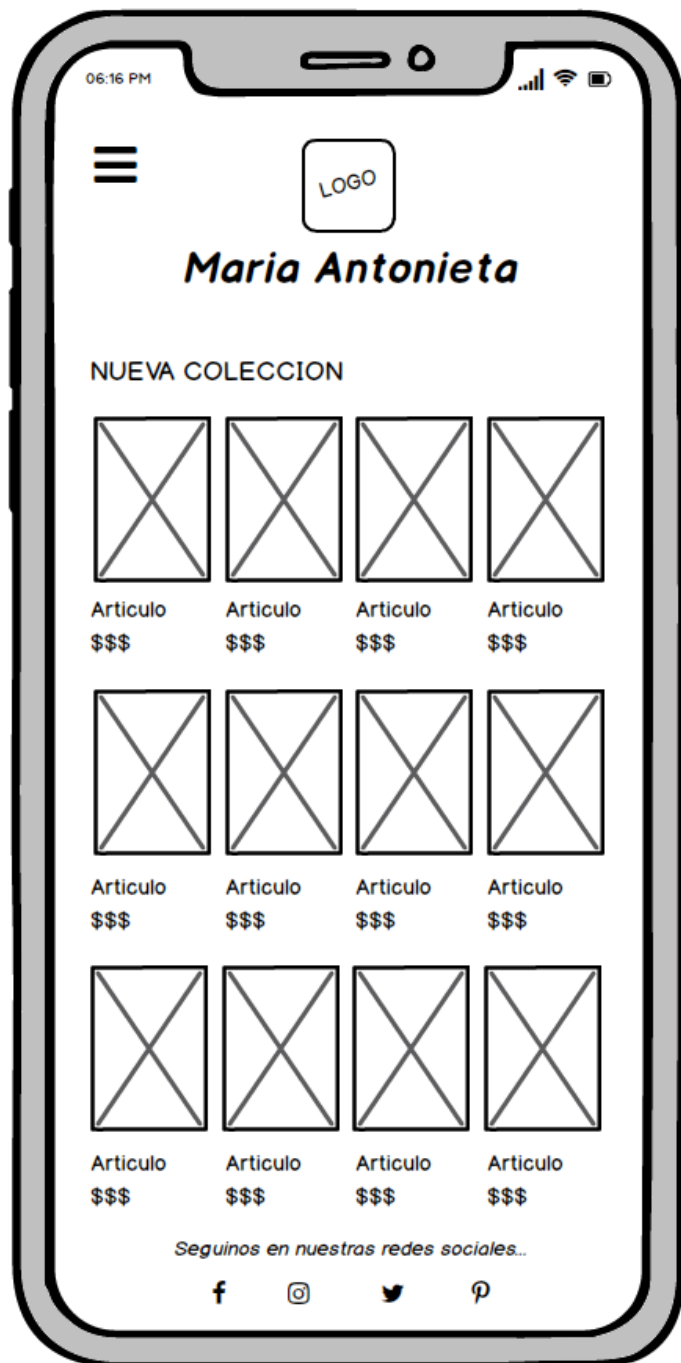 06:16 PM
LOGO
Maria Antonieta
NUEVA COLECCION
Articulo Articulo Articulo Articulo
$$$ $$$ $$$ $$$
Articulo Articulo Articulo Articulo
$$$ $$$ $$$ $$$
Articulo Articulo Articulo Articulo
$$$ $$$ $$$ $$$
Seguinos en nuestras redes sociales...